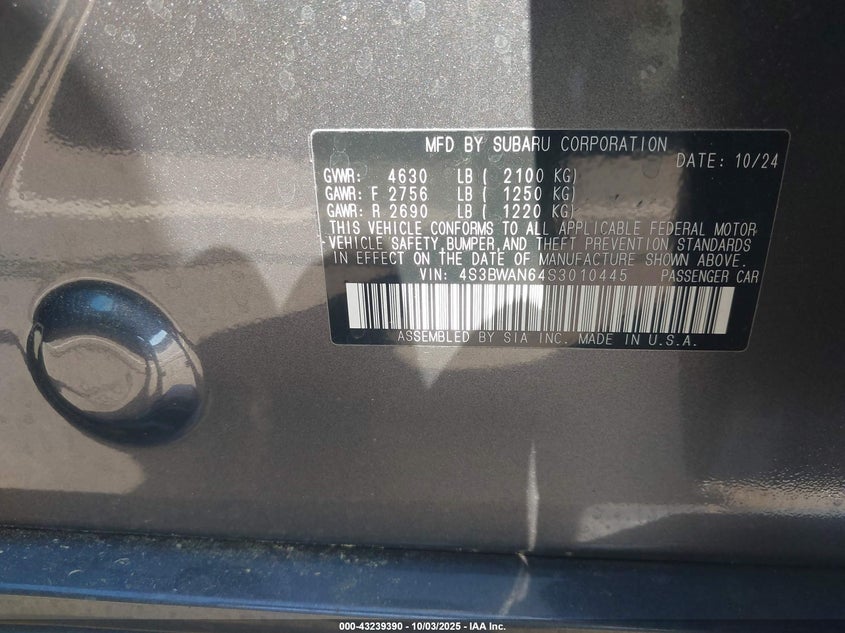 MFD BY SUBARU CORPORATION
DATE: 10/24
GVWR: 4630 LB ( 2100 KG)
GAWR: F 2756 LB ( 1250 KG)
GAWR: R 2690 LB ( 1220 KG)
THIS VEHICLE CONFORMS TO ALL APPLICABLE FEDERAL MOTOR
VEHICLE SAFETY, BUMPER, AND THEFT PREVENTION STANDARDS
IN EFFECT ON THE DATE OF MANUFACTURE SHOWN ABOVE.
VIN: 4S3BWAN64S3010445 PASSENGER CAR
ASSEMBLED BY SIA INC. MADE IN U.S.A.
000-43239390 - 10/03/2025 - IAA Inc.